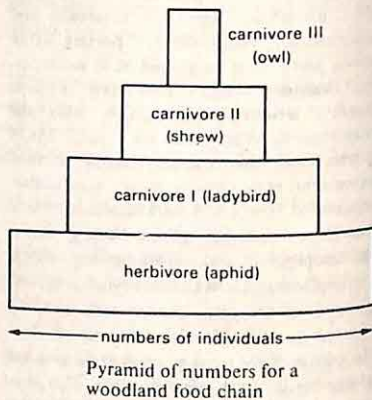 carnivore III
(owl)
carnivore II
(shrew)
carnivore I (ladybird)
herbivore (aphid)
numbers of individuals
Pyramid of numbers for a
woodland food chain